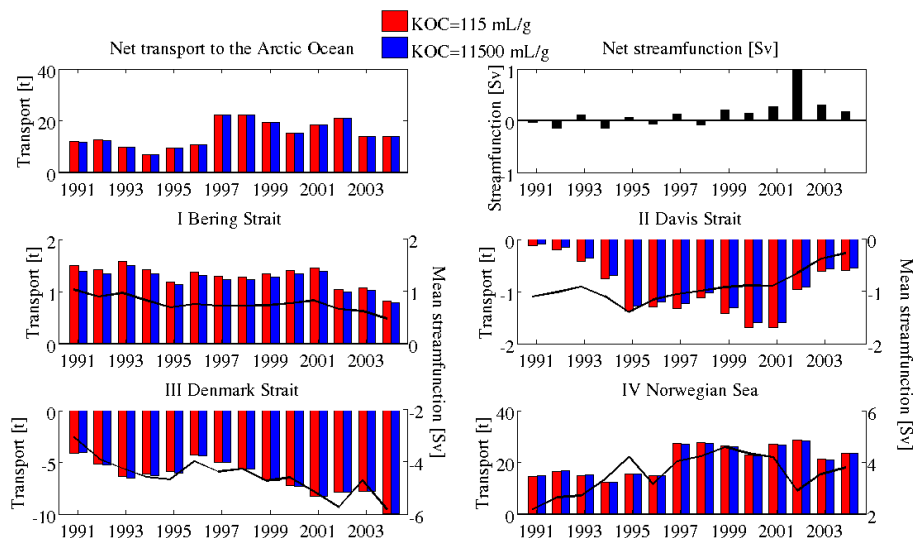 KOC=115 mL/g
KOC=11500 mL/g
Net transport to the Arctic Ocean
Transport [t]
40
20
0
1991 1993 1995 1997 1999 2001 2003
Net streamfunction [Sv]
Streamfunction [Sv]
1
0
-1
1991 1993 1995 1997 1999 2001 2003
I Bering Strait
Transport [t]
2
1
0
2
1
0
Mean streamfunction [Sv]
1991 1993 1995 1997 1999 2001 2003
II Davis Strait
Transport [t]
0
-1
-2
0
-1
-2
Mean streamfunction [Sv]
1991 1993 1995 1997 1999 2001 2003
III Denmark Strait
Transport [t]
0
-5
-10
-2
-4
-6
1991 1993 1995 1997 1999 2001 2003
IV Norwegian Sea
Transport [t]
40
20
0
6
4
2
1991 1993 1995 1997 1999 2001 2003